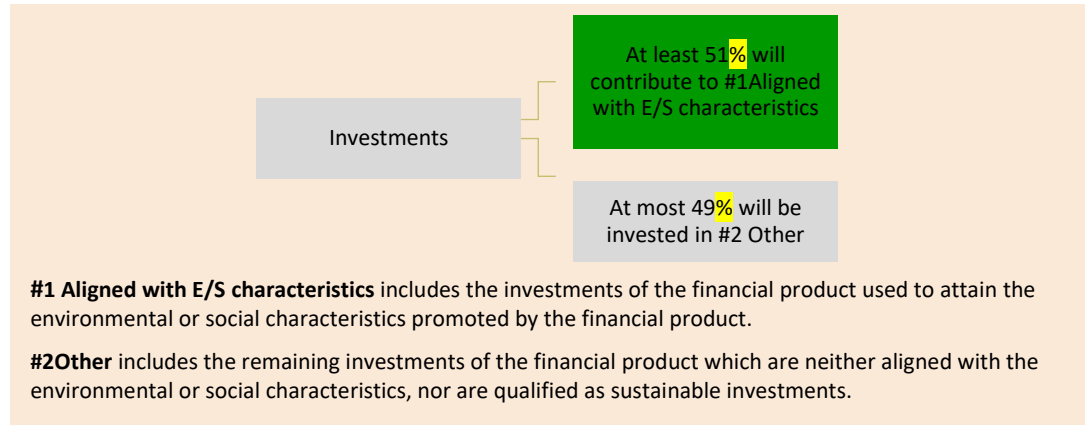 At least 51% will
contribute to #1Aligned
with E/S characteristics
Investments
At most 49% will be
invested in #2 Other
#1 Aligned with E/S characteristics includes the investments of the financial product used to attain the
environmental or social characteristics promoted by the financial product.
#2Other includes the remaining investments of the financial product which are neither aligned with the
environmental or social characteristics, nor are qualified as sustainable investments.